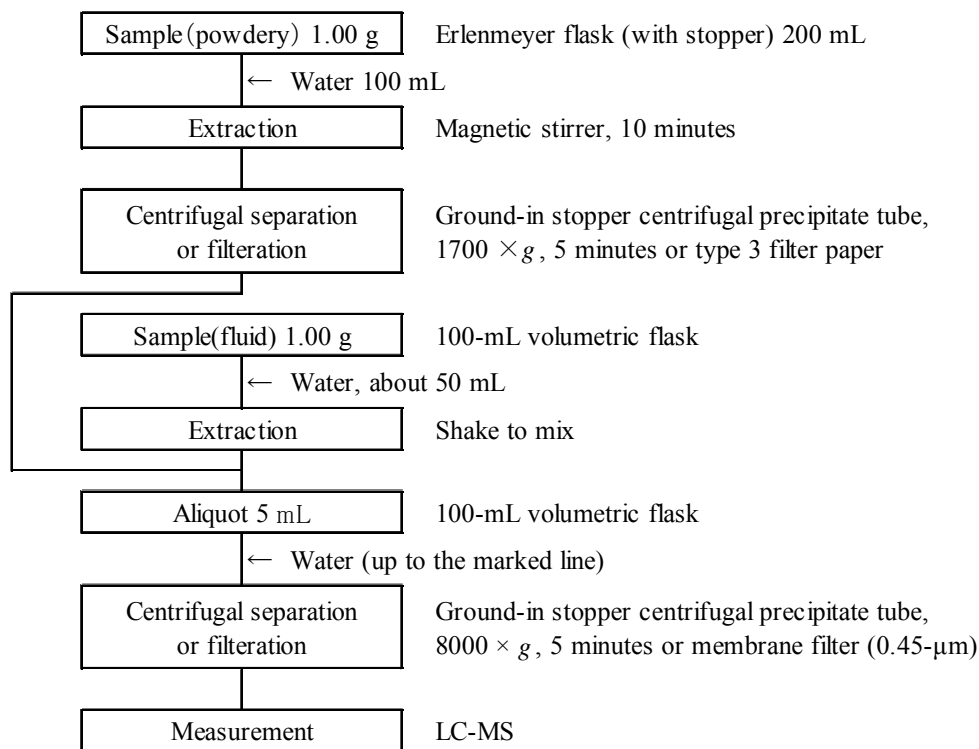 Sample(powdery) 1.00 g Erlenmeyer flask (with stopper) 200 mL
← Water 100 mL
Extraction Magnetic stirrer, 10 minutes
Centrifugal separation Ground-in stopper centrifugal precipitate tube,
or filteration 1700 ×g, 5 minutes or type 3 filter paper
Sample(fluid) 1.00 g 100-mL volumetric flask
← Water, about 50 mL
Extraction Shake to mix
Aliquot 5 mL 100-mL volumetric flask
← Water (up to the marked line)
Centrifugal separation Ground-in stopper centrifugal precipitate tube,
or filteration 8000 × g, 5 minutes or membrane filter (0.45-µm)
Measurement LC-MS